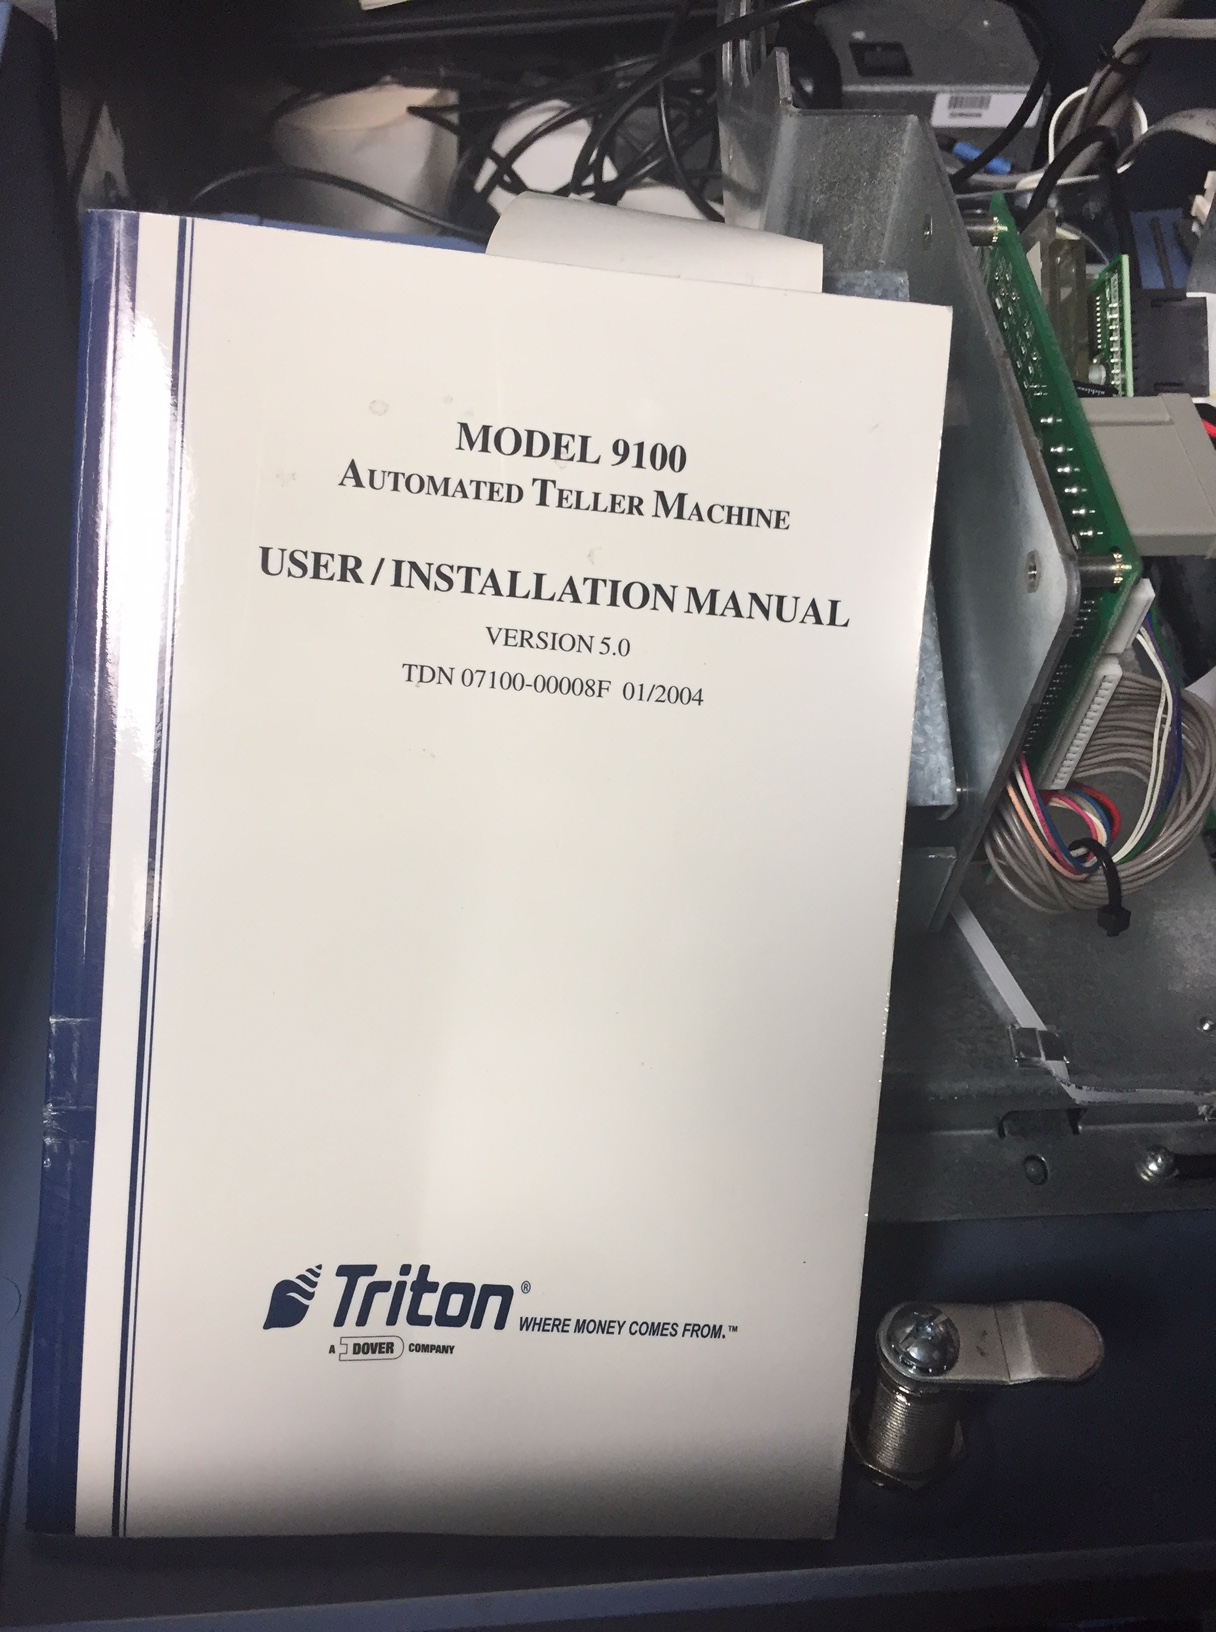 MODEL 9100
AUTOMATED TELLER MACHINE
USER / INSTALLATION MANUAL
VERSION 5.0
TDN 07100-00008F 01/2004
Triton® WHERE MONEY COMES FROM.™
A DOVER COMPANY